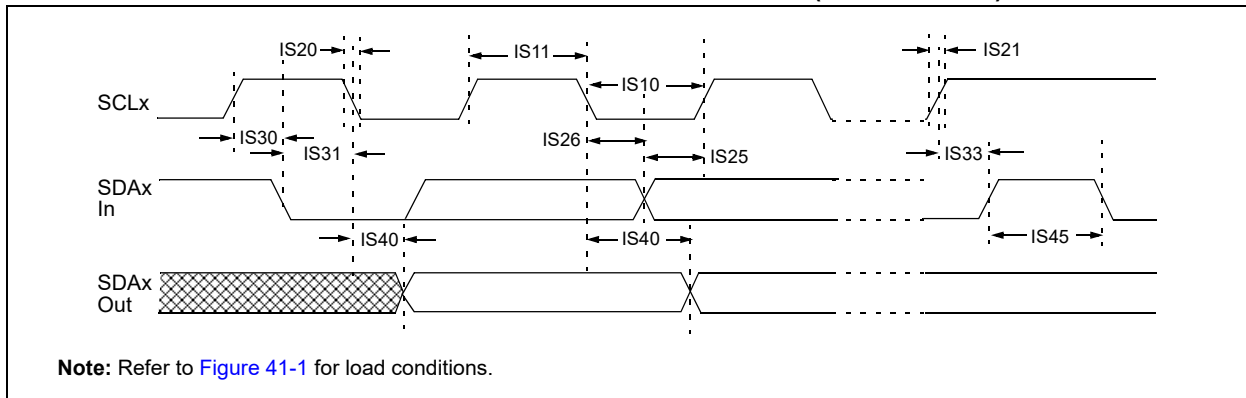 IS20
IS11
IS21
IS10
SCLx
IS30
IS26
IS31
IS25
IS33
SDAx
In
IS40
IS40
IS45
SDAx
Out
Note: Refer to Figure 41-1 for load conditions.